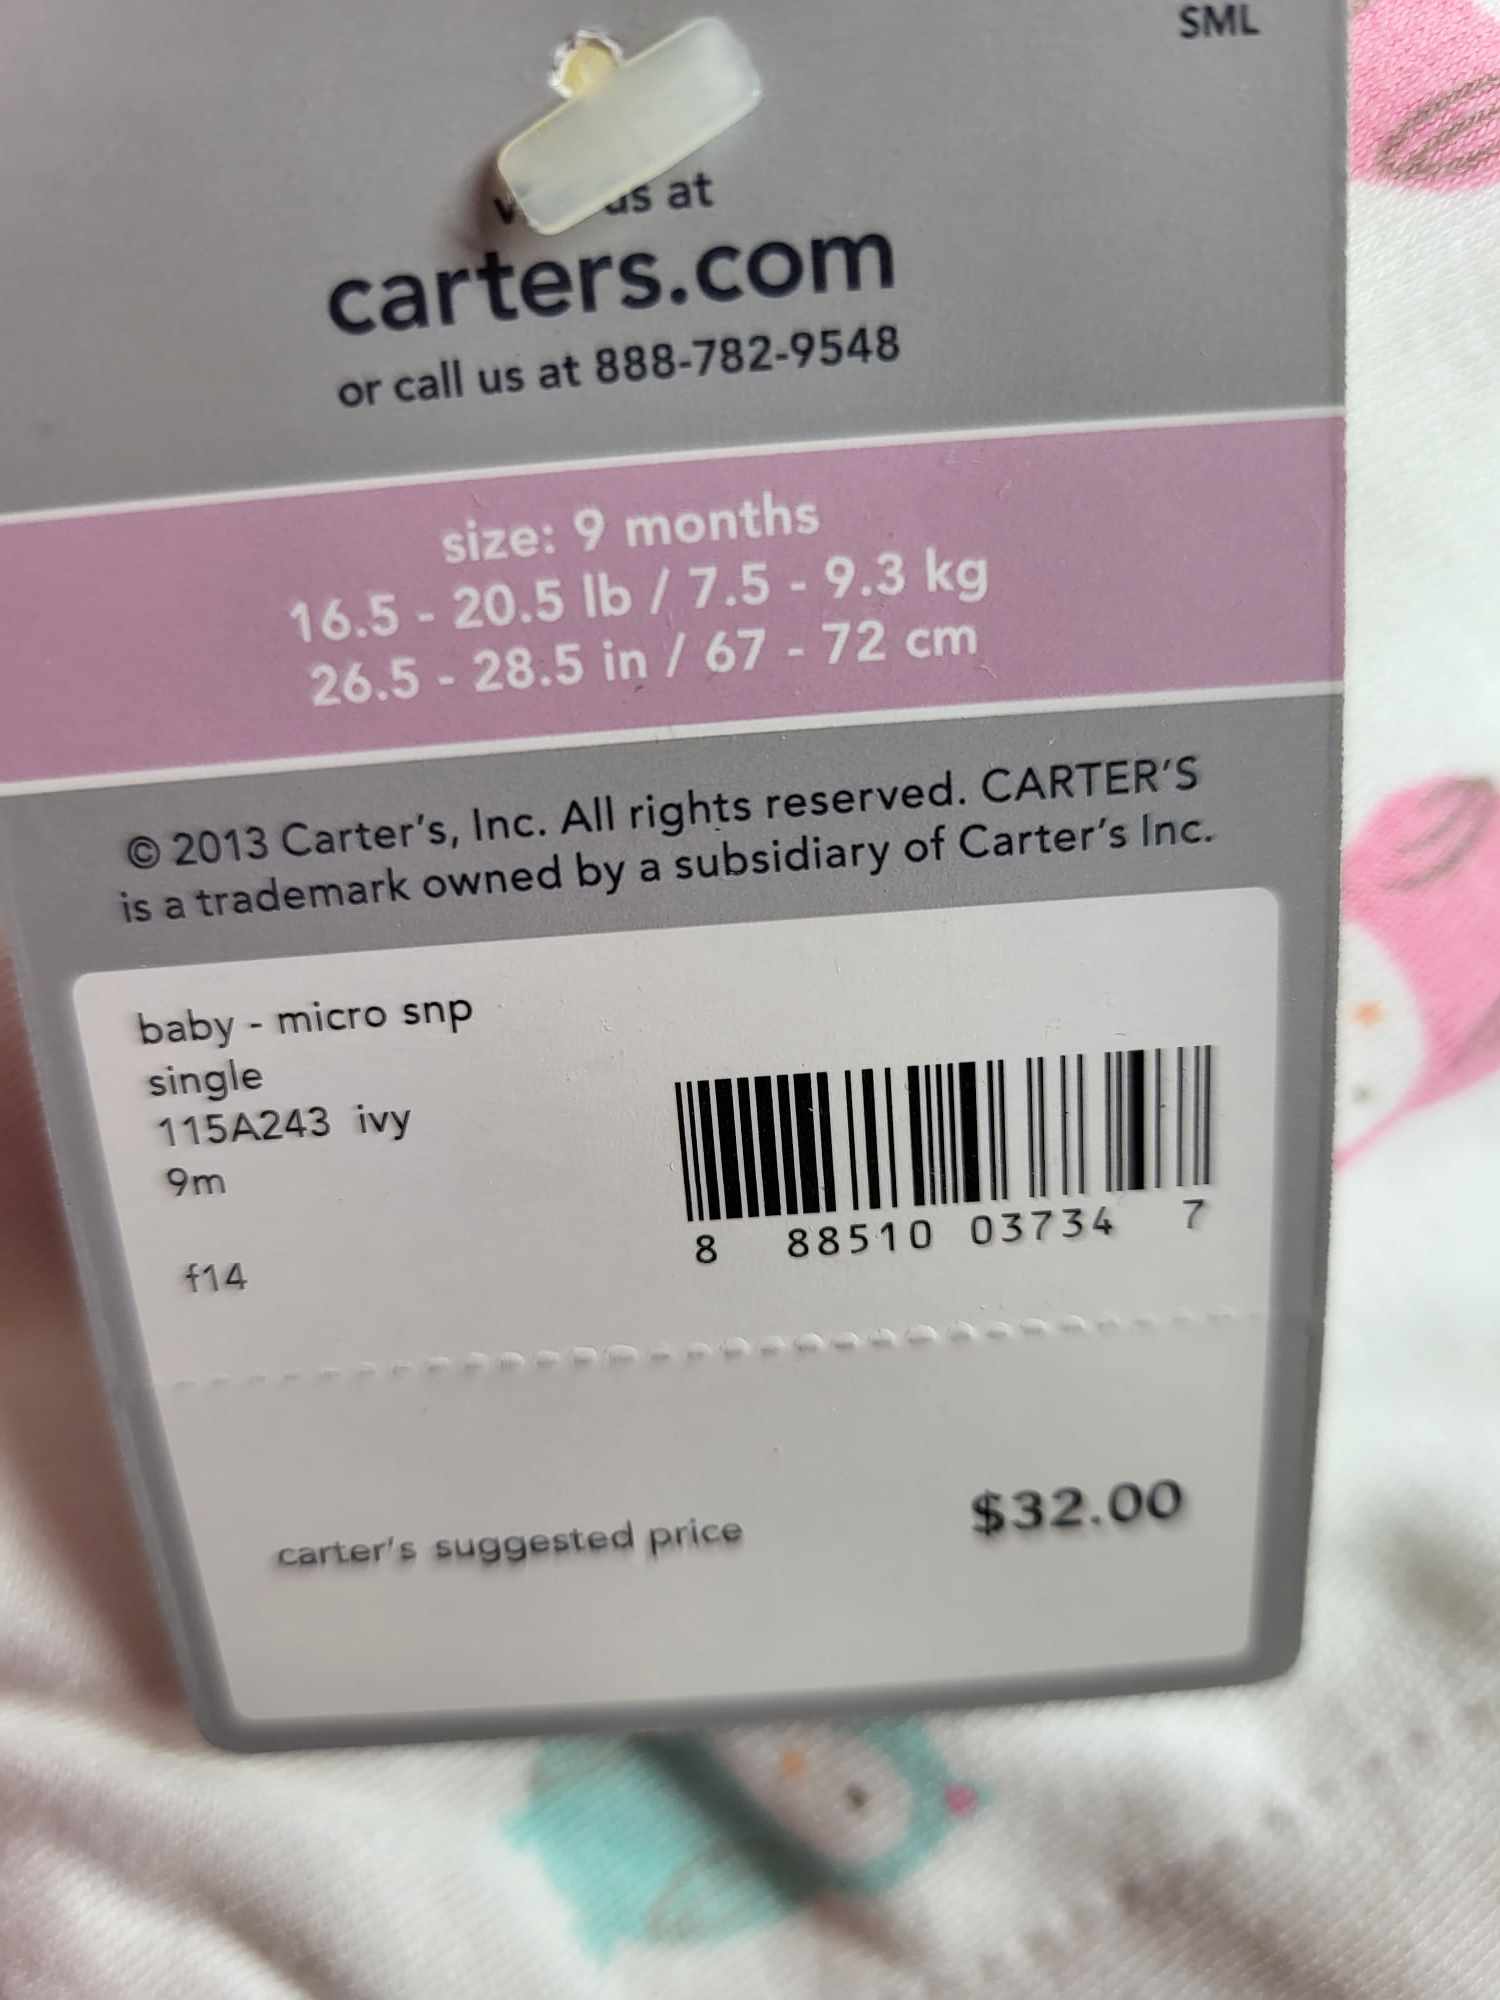 SML
us at
carters.com
or call us at 888-782-9548
size: 9 months
16.5 - 20.5 lb / 7.5 - 9.3 kg
26.5 - 28.5 in / 67 - 72 cm
© 2013 Carter's, Inc. All rights reserved. CARTER'S
is a trademark owned by a subsidiary of Carter's Inc.
baby - micro snp
single
115A243 ivy
9m
f14
8 88510 03734 7
carter's suggested price $32.00